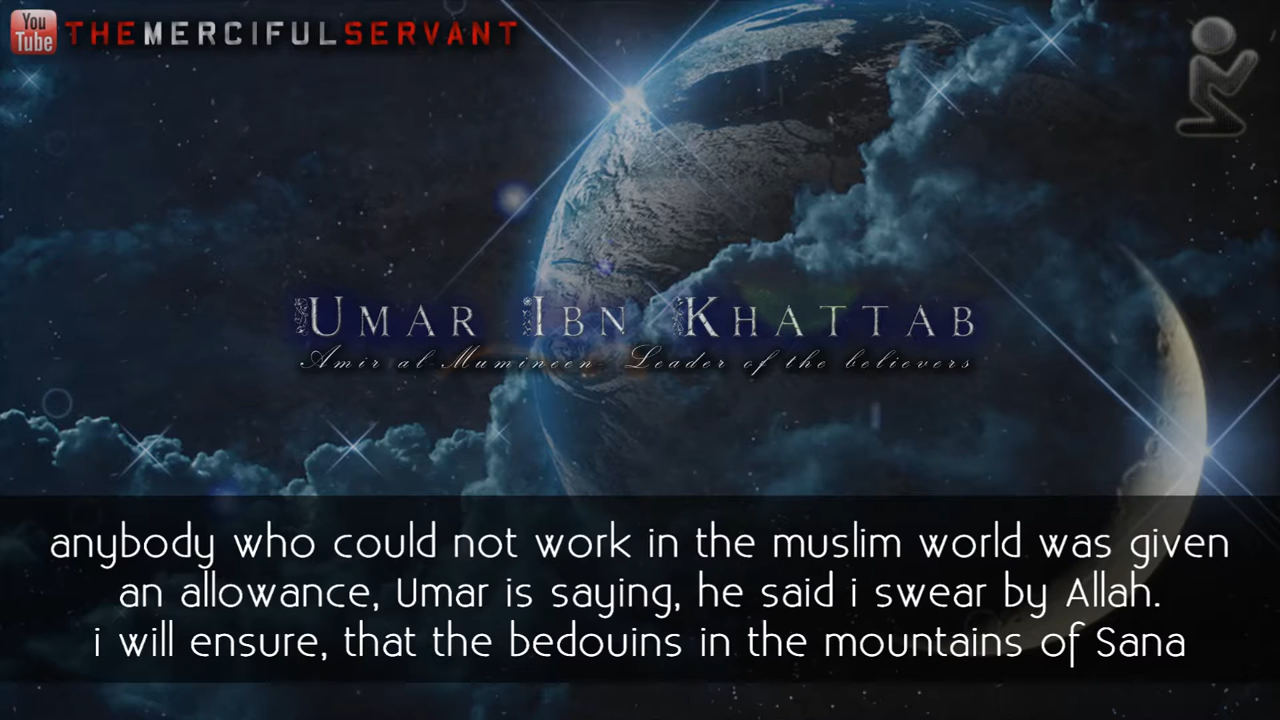 You
Tube
THEMERCIFULSERVANT
Umar Ibn Khattab
Amir al-Mumineen Leader of the believers
anybody who could not work in the muslim world was given
an allowance, Umar is saying, he said i swear by Allah.
i will ensure, that the bedouins in the mountains of Sana